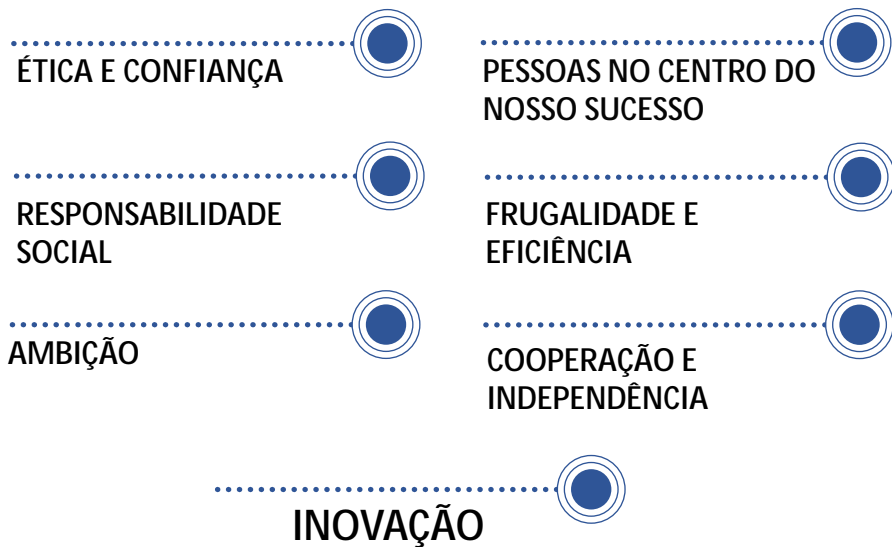 ÉTICA E CONFIANÇA
PESSOAS NO CENTRO DO
NOSSO SUCESSO
RESPONSABILIDADE
SOCIAL
FRUGALIDADE E
EFICIÊNCIA
AMBIÇÃO
COOPERAÇÃO E
INDEPENDÊNCIA
INOVAÇÃO